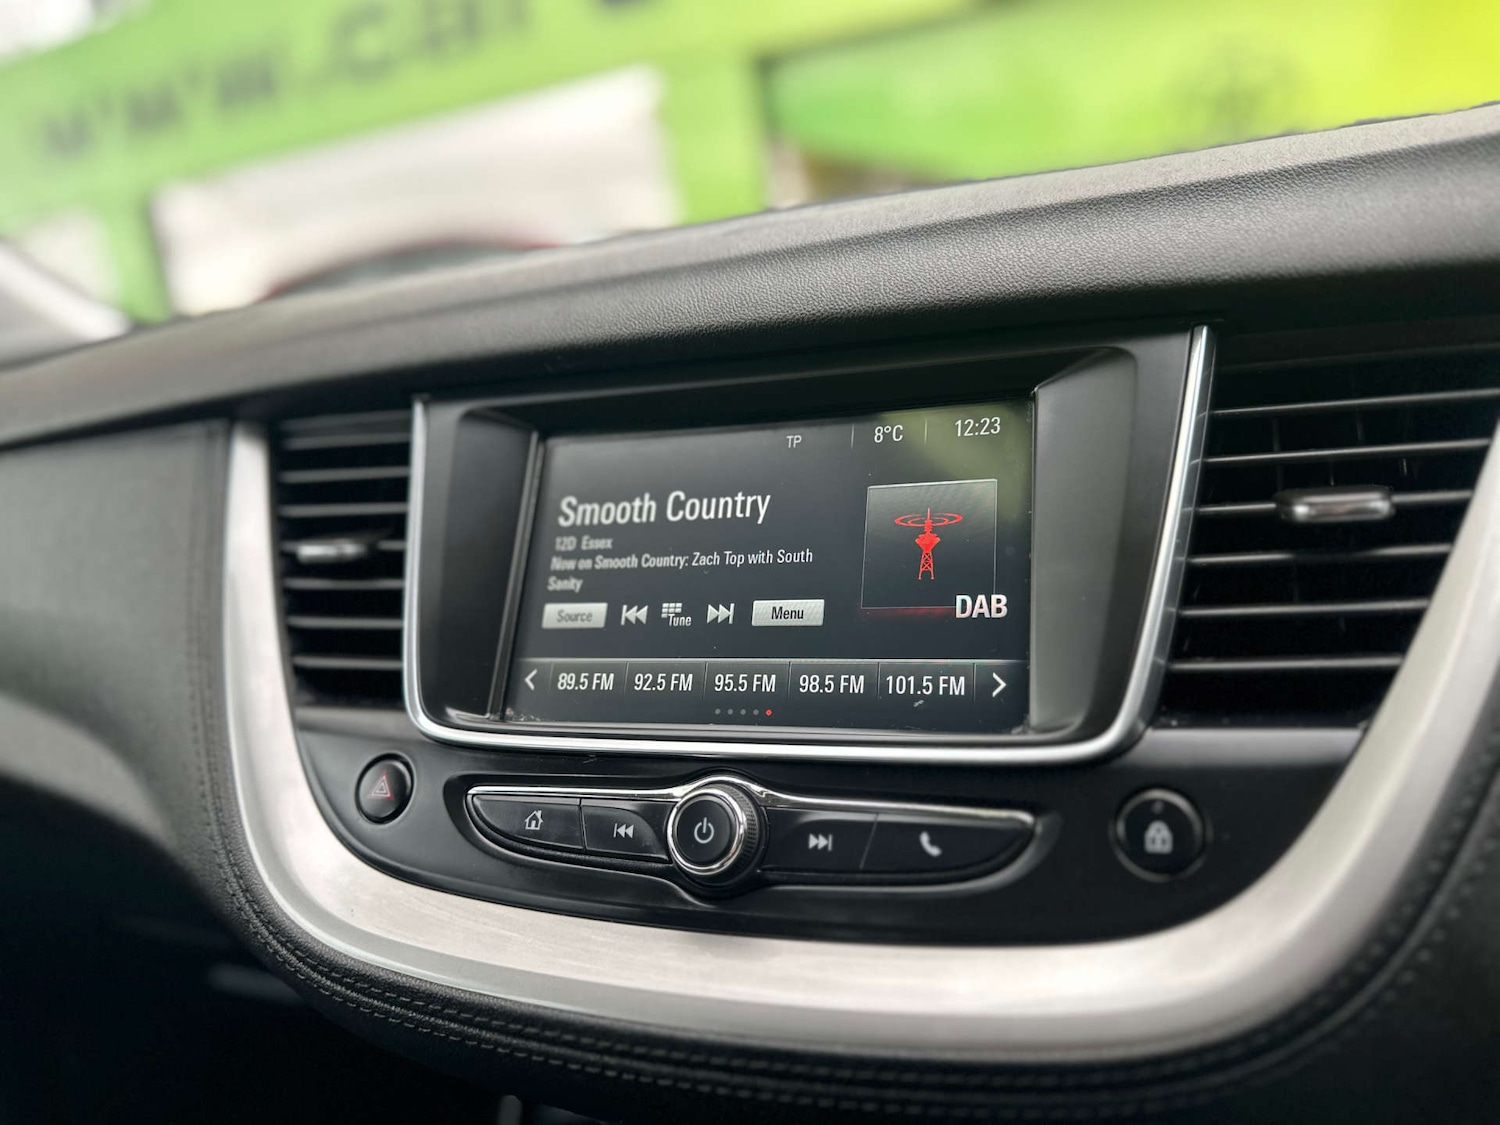 TP 8°C 12:23
Smooth Country
12D Essex
Now on Smooth Country: Zach Top with South
Sanity
Source Tune Menu
DAB
89.5 FM 92.5 FM 95.5 FM 98.5 FM 101.5 FM